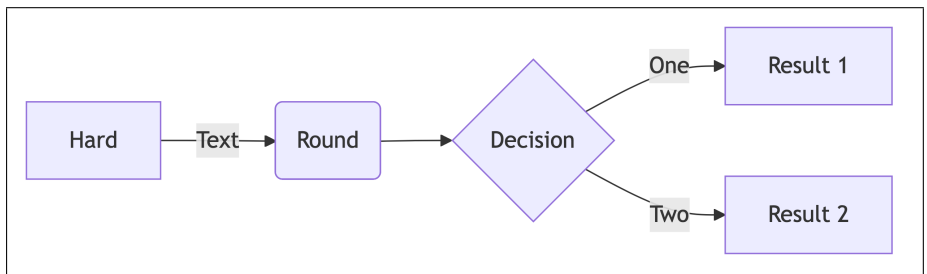 Hard
Text
Round
Decision
One
Result 1
Two
Result 2